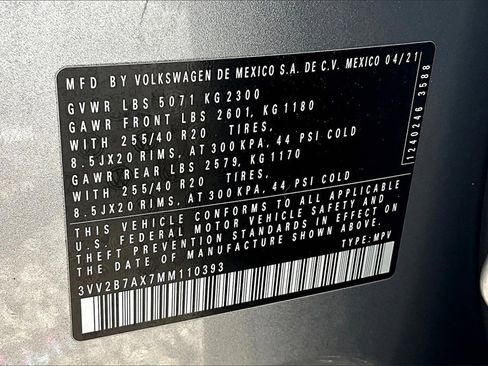 MFD BY VOLKSWAGEN DE MEXICO S.A. DE C.V. MEXICO 04/21
GVWR LBS 5071 KG 2300
GAWR FRONT LBS 2601, KG 1180
WITH 255/40 R20 TIRES,
8.5JX20 RIMS, AT 300 KPA, 44 PSI COLD
GAWR REAR LBS 2579, KG 1170
WITH 255/40 R20 TIRES,
8.5JX20 RIMS, AT 300 KPA, 44 PSI COLD
THIS VEHICLE CONFORMS TO ALL APPLICABLE
U.S. FEDERAL MOTOR VEHICLE SAFETY AND
THEFT PREVENTION STANDARDS IN EFFECT ON
THE DATE OF MANUFACTURE SHOWN ABOVE.
TYPE: MPV
3VV2B7AX7MM110393
1240246 3588